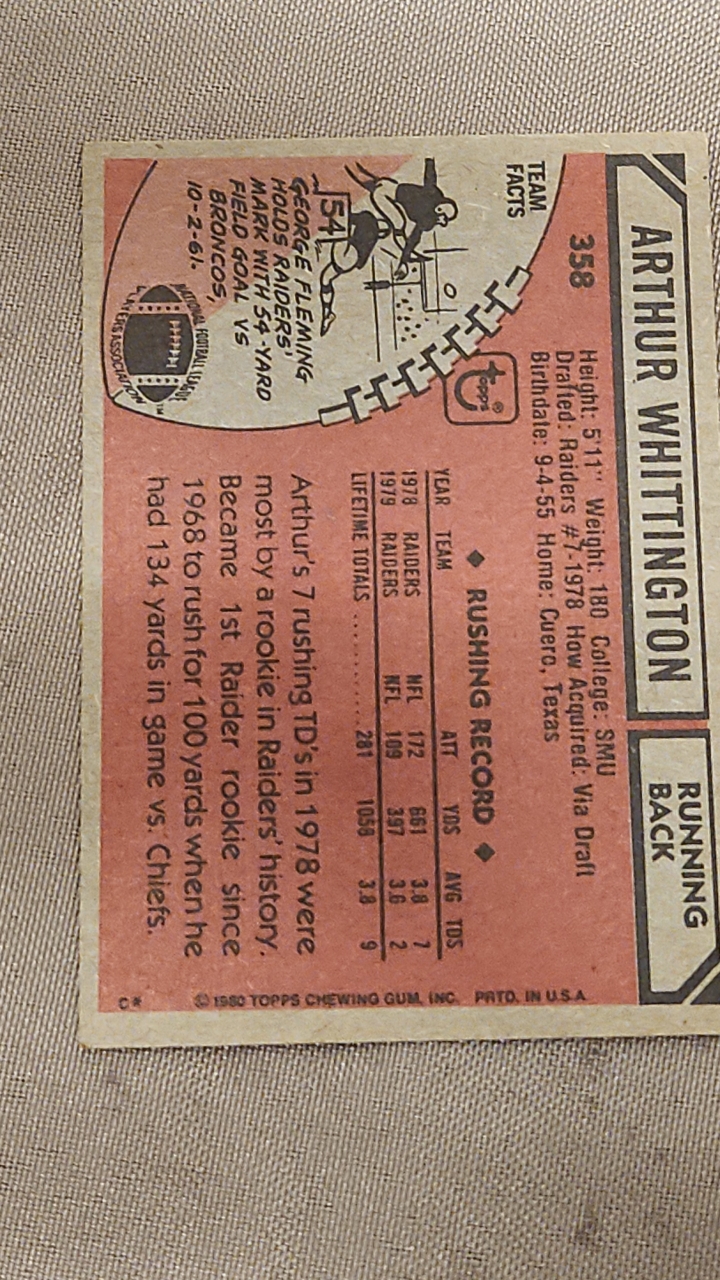 ARTHUR WHITTINGTON
RUNNING
BACK
358
Height: 5'11" Weight: 180 College: SMU
Drafted: Raiders #7-1978 How Acquired: Via Draft
Birthdate: 9-4-55 Home: Cuero, Texas
TEAM
FACTS
topps®
54
GEORGE FLEMING
HOLDS RAIDERS'
MARK WITH 54-YARD
FIELD GOAL VS
BRONCOS,
10-2-61.
NATIONAL FOOTBALL LEAGUE
PLAYERS ASSOCIATION™
◆ RUSHING RECORD ◆
YEAR TEAM ATT YDS AVG TDS
1978 RAIDERS NFL 172 661 3.8 7
1979 RAIDERS NFL 109 397 3.6 2
LIFETIME TOTALS .......... 281 1058 3.8 9
Arthur's 7 rushing TD's in 1978 were
most by a rookie in Raiders' history.
Became 1st Raider rookie since
1968 to rush for 100 yards when he
had 134 yards in game vs. Chiefs.
© 1980 TOPPS CHEWING GUM, INC. PRTD. IN U.S.A.
C*